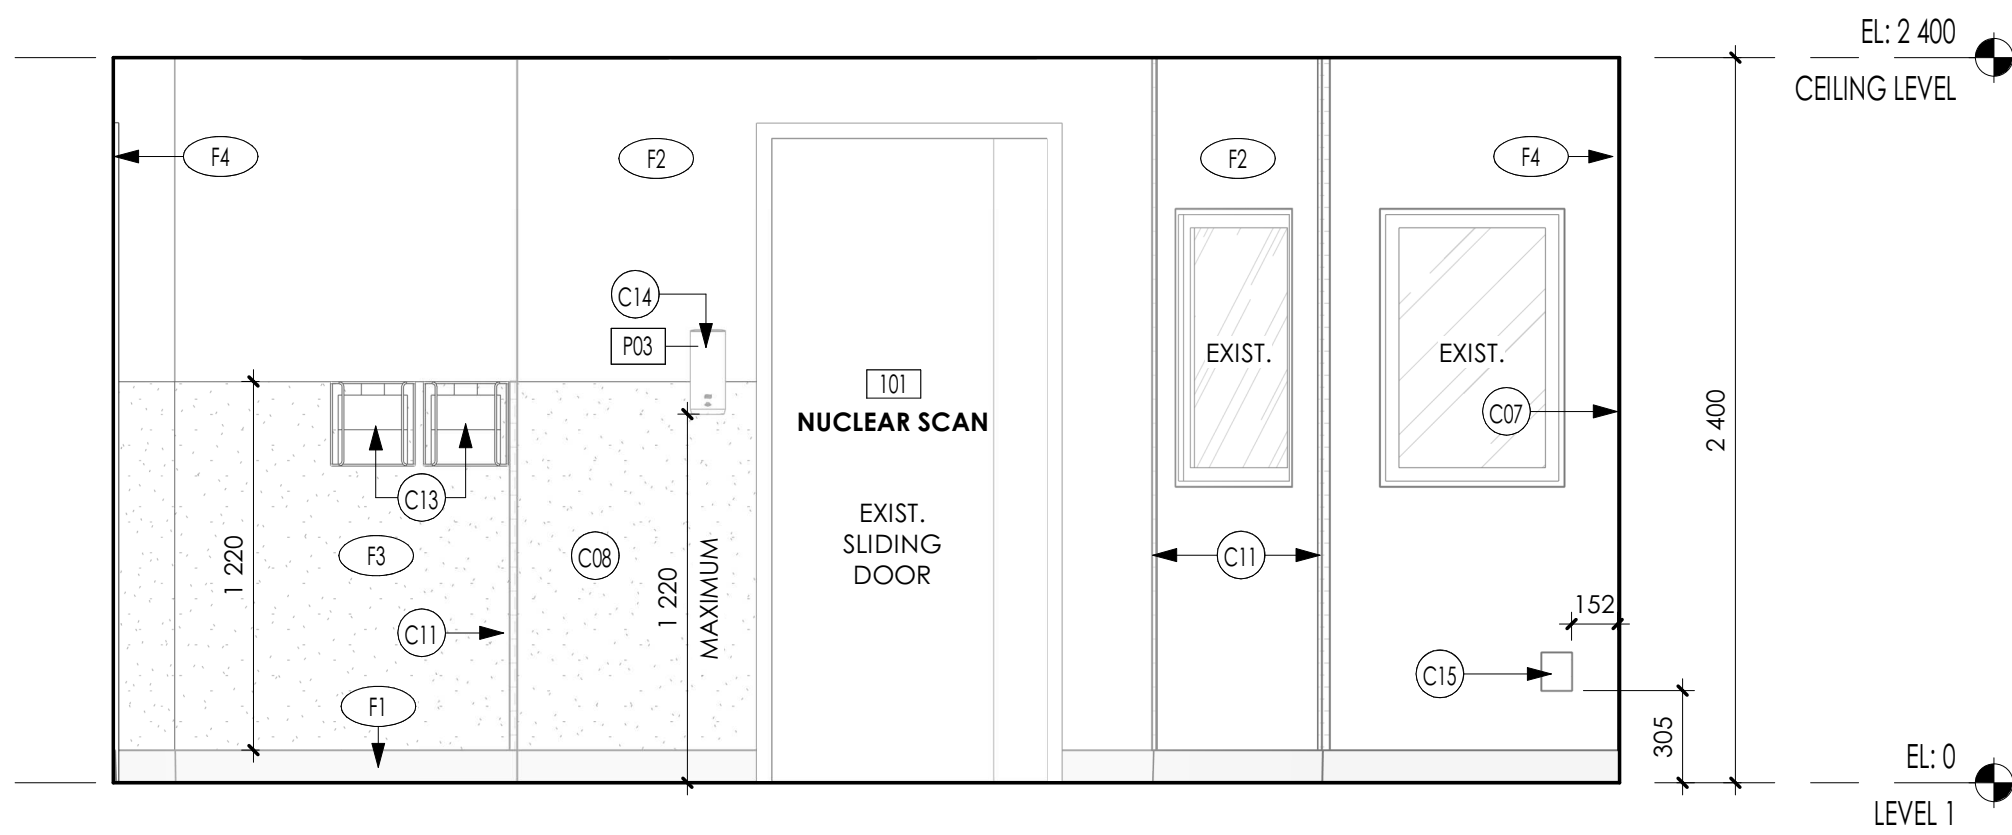 EL: 2 400
CEILING LEVEL
F4
F2
F2
F4
C14
P03
101
NUCLEAR SCAN
EXIST.
EXIST.
C07
2 400
C13
EXIST.
SLIDING
DOOR
1 220
F3
C08
1 220
MAXIMUM
C11
C11
152
C15
F1
305
EL: 0
LEVEL 1